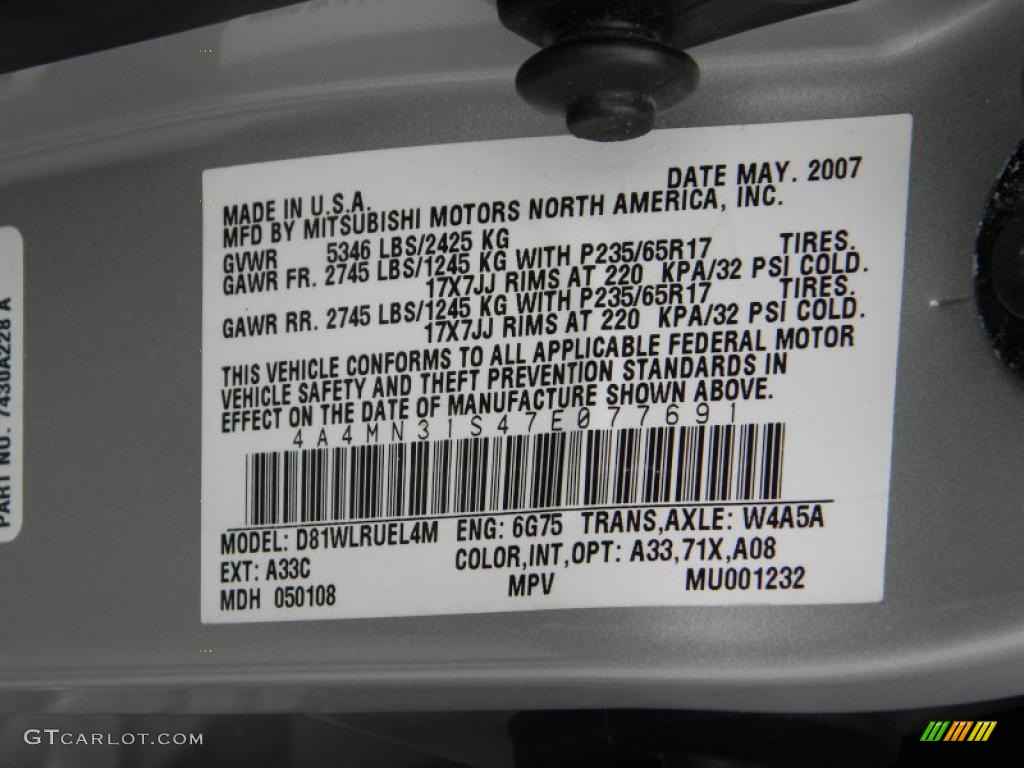 DATE MAY. 2007
MADE IN U.S.A.
MFD BY MITSUBISHI MOTORS NORTH AMERICA, INC.
GVWR 5346 LBS/2425 KG
GAWR FR. 2745 LBS/1245 KG WITH P235/65R17 TIRES.
17X7JJ RIMS AT 220 KPA/32 PSI COLD.
GAWR RR. 2745 LBS/1245 KG WITH P235/65R17 TIRES.
17X7JJ RIMS AT 220 KPA/32 PSI COLD.
THIS VEHICLE CONFORMS TO ALL APPLICABLE FEDERAL MOTOR
VEHICLE SAFETY AND THEFT PREVENTION STANDARDS IN
EFFECT ON THE DATE OF MANUFACTURE SHOWN ABOVE.
4A4MN31S47E077691
MODEL: D81WLRUEL4M ENG: 6G75 TRANS,AXLE: W4A5A
EXT: A33C COLOR,INT,OPT: A33,71X,A08
MDH 050108 MPV MU001232
PART NO. 7430A228 A
GTCARLOT.COM